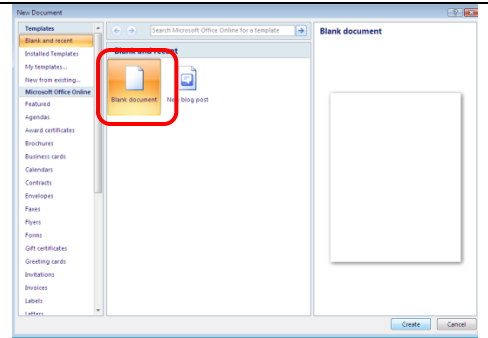 New Document
Templates
Blank and recent
Installed Templates
My templates...
New from existing...
Microsoft Office Online
Featured
Agendas
Award certificates
Brochures
Business cards
Calendars
Contracts
Envelopes
Faxes
Flyers
Forms
Gift certificates
Greeting cards
Invitations
Invoices
Labels
Letters
Search Microsoft Office Online for a template
Blank and recent
Blank document
New blog post
Blank document
Create
Cancel